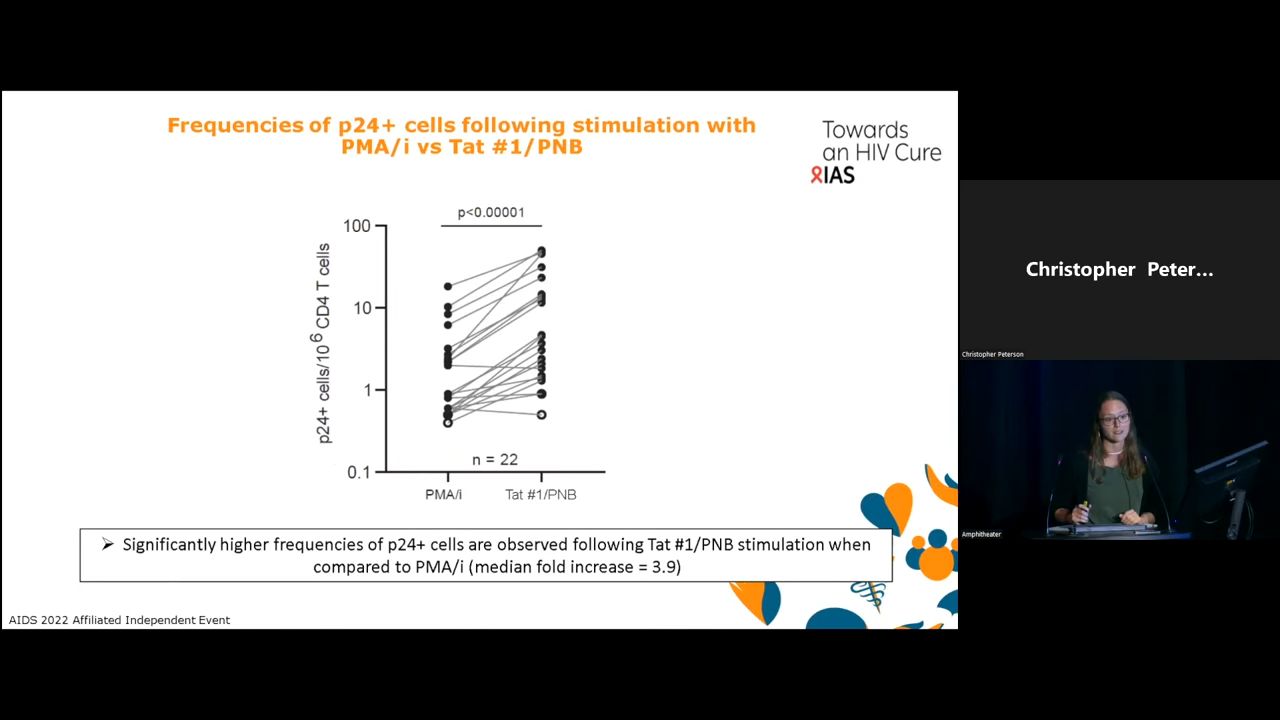 Frequencies of p24+ cells following stimulation with
PMA/i vs Tat #1/PNB
Towards
an HIV Cure
IAS
p<0.00001
100
10
1
0.1
p24+ cells/10^6 CD4 T cells
n = 22
PMA/i
Tat #1/PNB
➢ Significantly higher frequencies of p24+ cells are observed following Tat #1/PNB stimulation when
compared to PMA/i (median fold increase = 3.9)
AIDS 2022 Affiliated Independent Event
Christopher Peter...
Christopher Peterson
Amphitheater